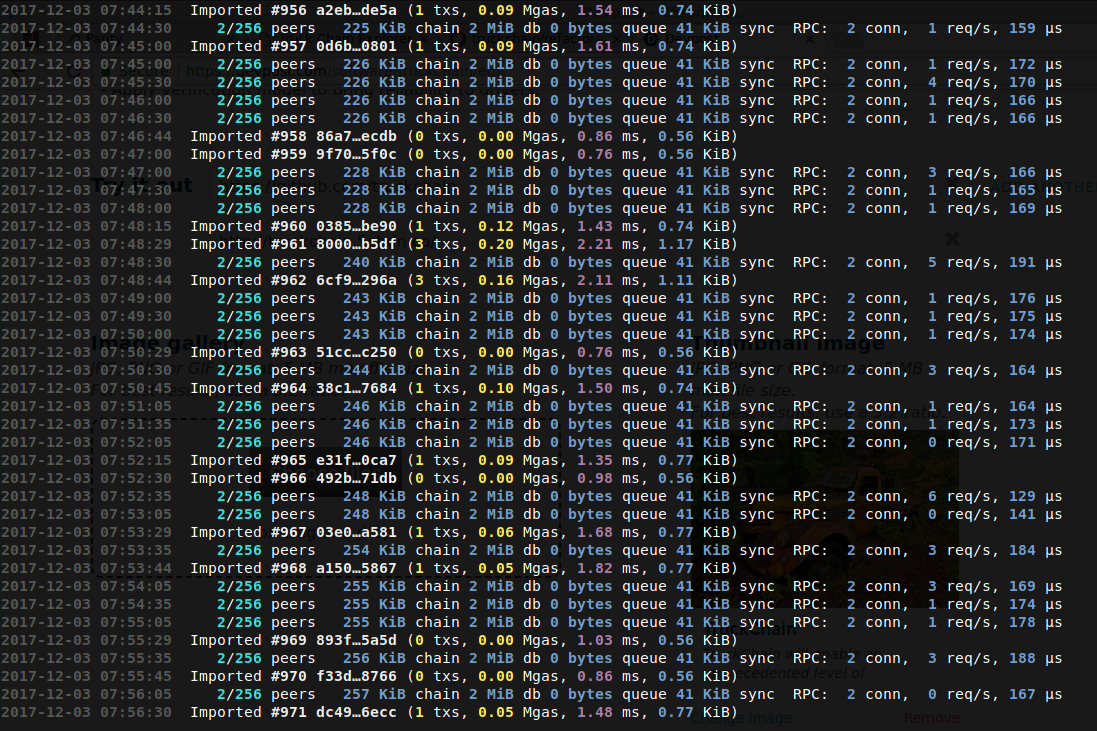 2017-12-03 07:44:15 Imported #956 a2eb…de5a (1 txs, 0.09 Mgas, 1.54 ms, 0.74 KiB)
2017-12-03 07:44:30 2/256 peers 225 KiB chain 2 MiB db 0 bytes queue 41 KiB sync RPC: 2 conn, 1 req/s, 159 µs
2017-12-03 07:45:00 Imported #957 0d6b…0801 (1 txs, 0.09 Mgas, 1.61 ms, 0.74 KiB)
2017-12-03 07:45:00 2/256 peers 226 KiB chain 2 MiB db 0 bytes queue 41 KiB sync RPC: 2 conn, 1 req/s, 172 µs
2017-12-03 07:45:30 2/256 peers 226 KiB chain 2 MiB db 0 bytes queue 41 KiB sync RPC: 2 conn, 4 req/s, 170 µs
2017-12-03 07:46:00 2/256 peers 226 KiB chain 2 MiB db 0 bytes queue 41 KiB sync RPC: 2 conn, 1 req/s, 166 µs
2017-12-03 07:46:30 2/256 peers 226 KiB chain 2 MiB db 0 bytes queue 41 KiB sync RPC: 2 conn, 1 req/s, 166 µs
2017-12-03 07:46:44 Imported #958 86a7…ecdb (0 txs, 0.00 Mgas, 0.86 ms, 0.56 KiB)
2017-12-03 07:47:00 Imported #959 9f70…5f0c (0 txs, 0.00 Mgas, 0.76 ms, 0.56 KiB)
2017-12-03 07:47:00 2/256 peers 228 KiB chain 2 MiB db 0 bytes queue 41 KiB sync RPC: 2 conn, 3 req/s, 166 µs
2017-12-03 07:47:30 2/256 peers 228 KiB chain 2 MiB db 0 bytes queue 41 KiB sync RPC: 2 conn, 1 req/s, 165 µs
2017-12-03 07:48:00 2/256 peers 228 KiB chain 2 MiB db 0 bytes queue 41 KiB sync RPC: 2 conn, 1 req/s, 169 µs
2017-12-03 07:48:15 Imported #960 0385…be90 (1 txs, 0.12 Mgas, 1.43 ms, 0.74 KiB)
2017-12-03 07:48:29 Imported #961 8000…b5df (3 txs, 0.20 Mgas, 2.21 ms, 1.17 KiB)
2017-12-03 07:48:30 2/256 peers 240 KiB chain 2 MiB db 0 bytes queue 41 KiB sync RPC: 2 conn, 5 req/s, 191 µs
2017-12-03 07:48:44 Imported #962 6cf9…296a (3 txs, 0.16 Mgas, 2.11 ms, 1.11 KiB)
2017-12-03 07:49:00 2/256 peers 243 KiB chain 2 MiB db 0 bytes queue 41 KiB sync RPC: 2 conn, 1 req/s, 176 µs
2017-12-03 07:49:30 2/256 peers 243 KiB chain 2 MiB db 0 bytes queue 41 KiB sync RPC: 2 conn, 1 req/s, 175 µs
2017-12-03 07:50:00 2/256 peers 243 KiB chain 2 MiB db 0 bytes queue 41 KiB sync RPC: 2 conn, 1 req/s, 174 µs
2017-12-03 07:50:29 Imported #963 51cc…c250 (0 txs, 0.00 Mgas, 0.76 ms, 0.56 KiB)
2017-12-03 07:50:30 2/256 peers 244 KiB chain 2 MiB db 0 bytes queue 41 KiB sync RPC: 2 conn, 3 req/s, 164 µs
2017-12-03 07:50:45 Imported #964 38c1…7684 (1 txs, 0.10 Mgas, 1.50 ms, 0.74 KiB)
2017-12-03 07:51:05 2/256 peers 246 KiB chain 2 MiB db 0 bytes queue 41 KiB sync RPC: 2 conn, 1 req/s, 164 µs
2017-12-03 07:51:35 2/256 peers 246 KiB chain 2 MiB db 0 bytes queue 41 KiB sync RPC: 2 conn, 1 req/s, 173 µs
2017-12-03 07:52:05 2/256 peers 246 KiB chain 2 MiB db 0 bytes queue 41 KiB sync RPC: 2 conn, 0 req/s, 171 µs
2017-12-03 07:52:15 Imported #965 e31f…0ca7 (1 txs, 0.09 Mgas, 1.35 ms, 0.77 KiB)
2017-12-03 07:52:30 Imported #966 492b…71db (0 txs, 0.00 Mgas, 0.98 ms, 0.56 KiB)
2017-12-03 07:52:35 2/256 peers 248 KiB chain 2 MiB db 0 bytes queue 41 KiB sync RPC: 2 conn, 6 req/s, 129 µs
2017-12-03 07:53:05 2/256 peers 248 KiB chain 2 MiB db 0 bytes queue 41 KiB sync RPC: 2 conn, 0 req/s, 141 µs
2017-12-03 07:53:29 Imported #967 03e0…a581 (1 txs, 0.06 Mgas, 1.68 ms, 0.77 KiB)
2017-12-03 07:53:35 2/256 peers 254 KiB chain 2 MiB db 0 bytes queue 41 KiB sync RPC: 2 conn, 3 req/s, 184 µs
2017-12-03 07:53:44 Imported #968 a150…5867 (1 txs, 0.05 Mgas, 1.82 ms, 0.77 KiB)
2017-12-03 07:54:05 2/256 peers 255 KiB chain 2 MiB db 0 bytes queue 41 KiB sync RPC: 2 conn, 3 req/s, 169 µs
2017-12-03 07:54:35 2/256 peers 255 KiB chain 2 MiB db 0 bytes queue 41 KiB sync RPC: 2 conn, 1 req/s, 174 µs
2017-12-03 07:55:05 2/256 peers 255 KiB chain 2 MiB db 0 bytes queue 41 KiB sync RPC: 2 conn, 1 req/s, 178 µs
2017-12-03 07:55:29 Imported #969 893f…5a5d (0 txs, 0.00 Mgas, 1.03 ms, 0.56 KiB)
2017-12-03 07:55:35 2/256 peers 256 KiB chain 2 MiB db 0 bytes queue 41 KiB sync RPC: 2 conn, 3 req/s, 188 µs
2017-12-03 07:55:45 Imported #970 f33d…8766 (0 txs, 0.00 Mgas, 0.86 ms, 0.56 KiB)
2017-12-03 07:56:05 2/256 peers 257 KiB chain 2 MiB db 0 bytes queue 41 KiB sync RPC: 2 conn, 0 req/s, 167 µs
2017-12-03 07:56:30 Imported #971 dc49…6ecc (1 txs, 0.05 Mgas, 1.48 ms, 0.77 KiB)
Change image
Remove